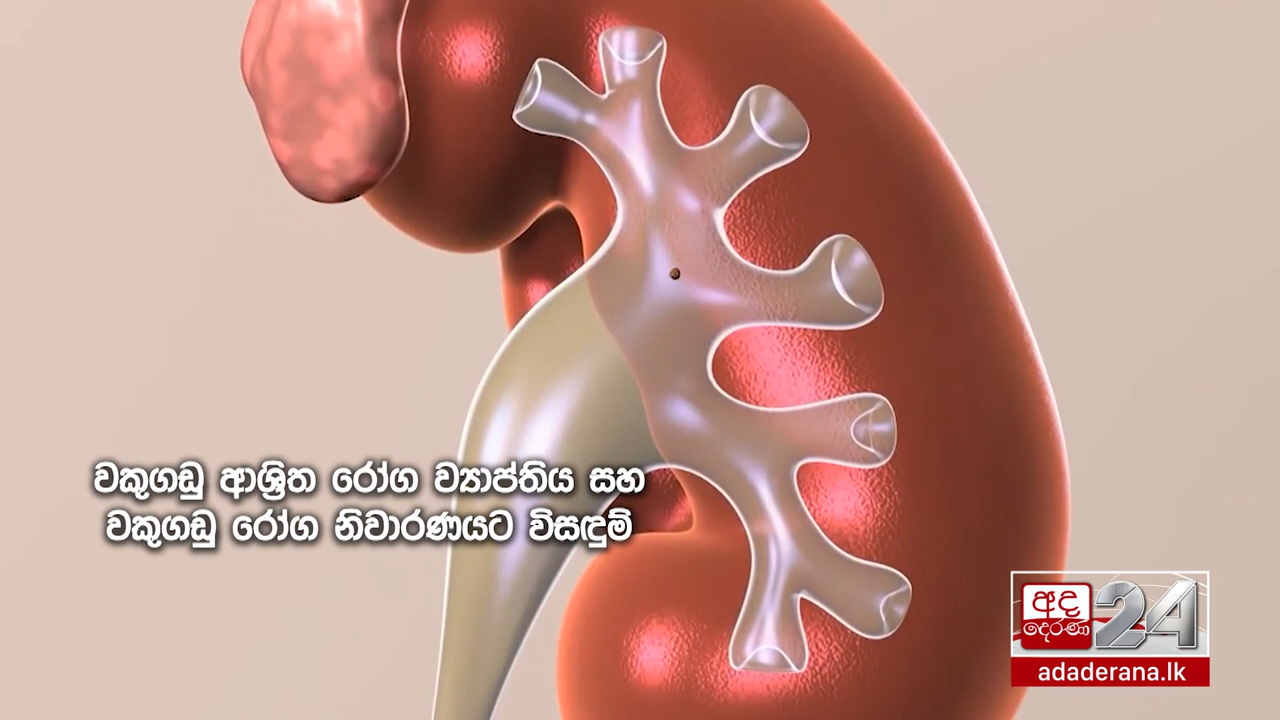 වකුගඩු ආශ්‍රිත රෝග ව්‍යාප්තිය සහ
වකුගඩු රෝග නිවාරණයට විසඳුම්
අද
දෙරණ
24
adaderana.lk